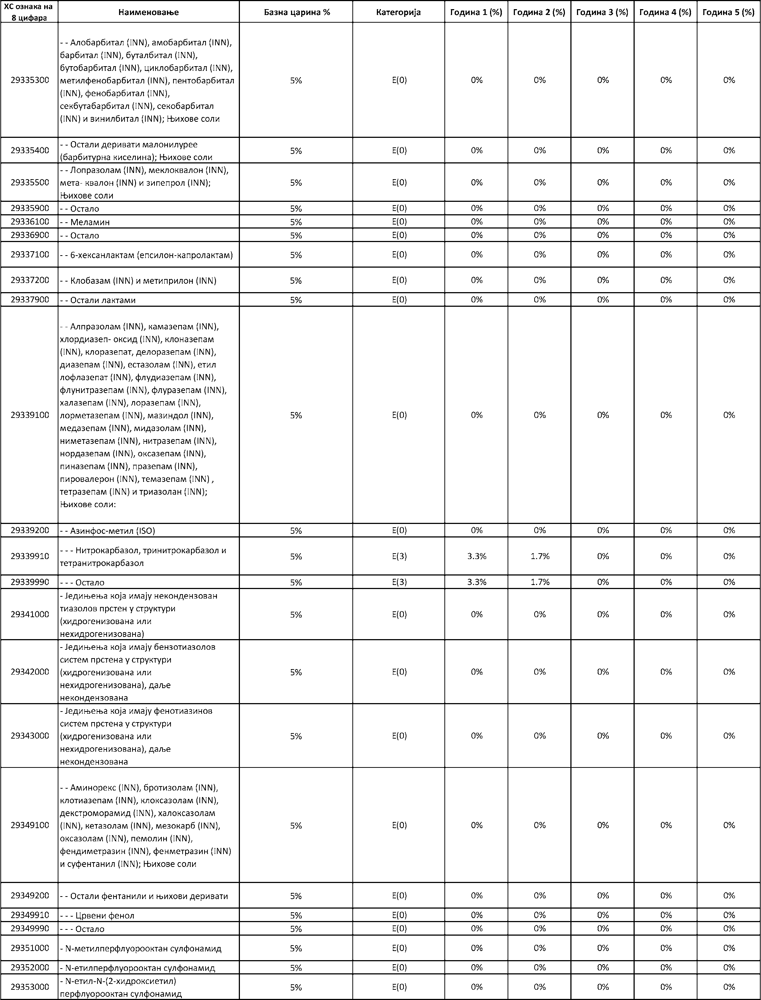 ХС ознака на
8 цифара
Наименовање
Базна царина %
Категорија
Година 1 (%)
Година 2 (%)
Година 3 (%)
Година 4 (%)
Година 5 (%)
29335300
- - Алобарбитал (INN), амобарбитал (INN),
барбитал (INN), буталбитал (INN),
бутобарбитал (INN), циклобарбитал (INN),
метилфенобарбитал (INN), пентобарбитал
(INN), фенобарбитал (INN),
секбутабарбитал (INN), секобарбитал
(INN) и винилбитал (INN); Њихове соли
5% E(0) 0% 0% 0% 0% 0%
29335400
- - Остали деривати малонилурее
(барбитурна киселина); Њихове соли
5% E(0) 0% 0% 0% 0% 0%
29335500
- - Лопразолам (INN), меклоквалон (INN),
мета- квалон (INN) и зипепрол (INN);
Њихове соли
5% E(0) 0% 0% 0% 0% 0%
29335900 - - Остало 5% E(0) 0% 0% 0% 0% 0%
29336100 - - Меламин 5% E(0) 0% 0% 0% 0% 0%
29336900 - - Остало 5% E(0) 0% 0% 0% 0% 0%
29337100 - - 6-хексанлактам (епсилон-капролактам) 5% E(0) 0% 0% 0% 0% 0%
29337200 - - Клобазам (INN) и метиприлон (INN) 5% E(0) 0% 0% 0% 0% 0%
29337900 - - Остали лактами 5% E(0) 0% 0% 0% 0% 0%
29339100
- - Алпразолам (INN), камазепам (INN),
хлордиазеп- оксид (INN), клоназепам
(INN), клоразепат, делоразепам (INN),
диазепам (INN), естазолам (INN), етил
лофлазепат (INN), флудиазепам (INN),
флунитразепам (INN), флуразепам (INN),
халазепам (INN), лоразепам (INN),
лорметазепам (INN), мазиндол (INN),
медазепам (INN), мидазолам (INN),
ниметазепам (INN), нитразепам (INN),
нордазепам (INN), оксазепам (INN),
пиназепам (INN), празепам (INN),
пировалерон (INN), темазепам (INN) ,
тетразепам (INN) и триазолан (INN);
Њихове соли:
5% E(0) 0% 0% 0% 0% 0%
29339200 - - Азинфос-метил (ISO) 5% E(0) 0% 0% 0% 0% 0%
29339910
- - - Нитрокарбазол, тринитрокарбазол и
тетранитрокарбазол
5% E(3) 3.3% 1.7% 0% 0% 0%
29339990 - - - Остало 5% E(3) 3.3% 1.7% 0% 0% 0%
29341000
- Једињења која имају некондензован
тиазолов прстен у структури
(хидрогенизована или
нехидрогенизована)
5% E(0) 0% 0% 0% 0% 0%
29342000
- Једињења која имају бензотиазолов
систем прстена у структури
(хидрогенизована или
нехидрогенизована), даље
некондензована
5% E(0) 0% 0% 0% 0% 0%
29343000
- Једињења која имају фенотиазинов
систем прстена у структури
(хидрогенизована или
нехидрогенизована), даље
некондензована
5% E(0) 0% 0% 0% 0% 0%
29349100
- - Аминорекс (INN), бротизолам (INN),
клотиазепам (INN), клоксазолам (INN),
декстроморамид (INN), халоксазолам
(INN), кетазолам (INN), мезокарб (INN),
оксазолам (INN), пемолин (INN),
фендиметразин (INN), фенметразин (INN)
и суфентанил (INN); Њихове соли
5% E(0) 0% 0% 0% 0% 0%
29349200 - - Остали фентанили и њихови деривати 5% E(0) 0% 0% 0% 0% 0%
29349910 - - - Црвени фенол 5% E(0) 0% 0% 0% 0% 0%
29349990 - - - Остало 5% E(0) 0% 0% 0% 0% 0%
29351000 - N-метилперфлуорооктан сулфонамид 5% E(0) 0% 0% 0% 0% 0%
29352000 - N-етилперфлуорооктан сулфонамид 5% E(0) 0% 0% 0% 0% 0%
29353000
- N-етил-N-(2-хидроксиетил)
перфлуорооктан сулфонамид
5% E(0) 0% 0% 0% 0% 0%